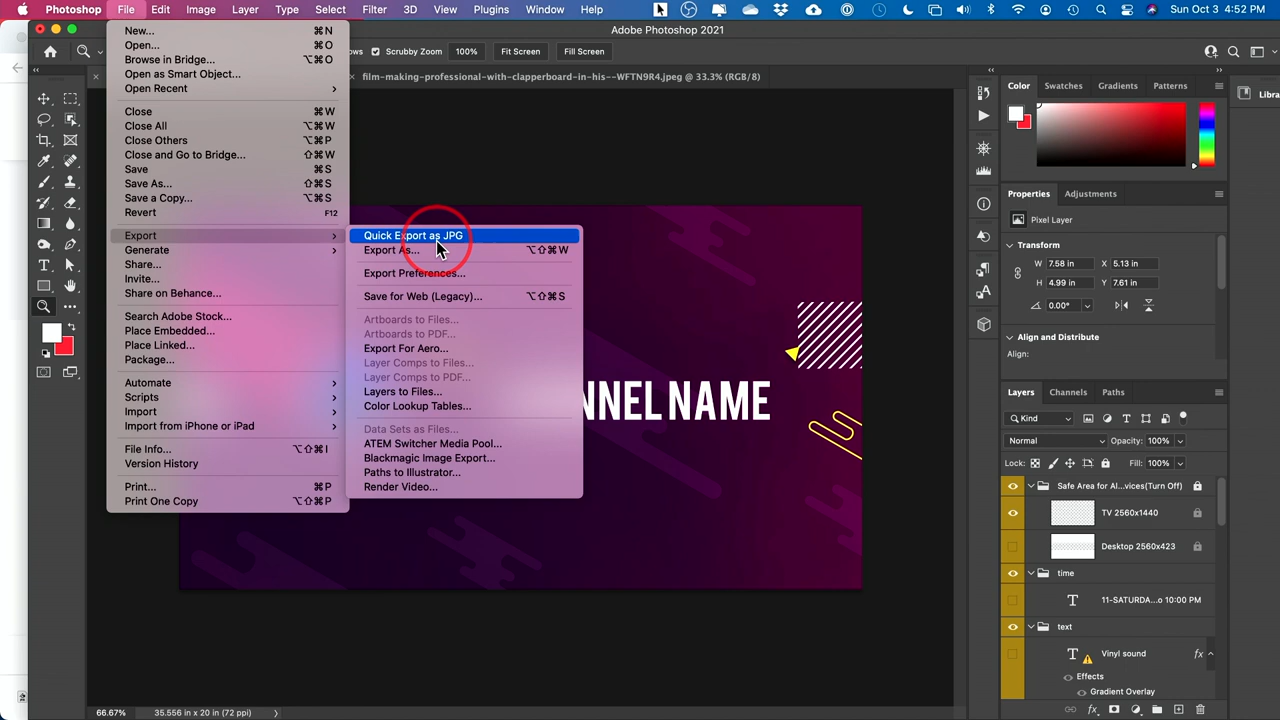 Photoshop File Edit Image Layer Type Select Filter 3D View Plugins Window Help Sun Oct 3 4:52 PM
Adobe Photoshop 2021
Scrubby Zoom 100% Fit Screen Fill Screen
film-making-professional-with-clapperboard-in-his--WFTN9R4.jpeg @ 33.3% (RGB/8)
New... ⌘N
Open... ⌘O
Browse in Bridge... ⌥⌘O
Open as Smart Object...
Open Recent
Close ⌘W
Close All ⌥⌘W
Close Others ⌥⌘P
Close and Go to Bridge... ⇧⌘W
Save ⌘S
Save As... ⇧⌘S
Save a Copy... ⌥⌘S
Revert F12
Export
Generate
Share...
Invite...
Share on Behance...
Search Adobe Stock...
Place Embedded...
Place Linked...
Package...
Automate
Scripts
Import
Import from iPhone or iPad
File Info... ⌥⇧⌘I
Version History
Print... ⌘P
Print One Copy ⌥⇧⌘P
Quick Export as JPG
Export As... ⌥⇧⌘W
Export Preferences...
Save for Web (Legacy)... ⌥⇧⌘S
Artboards to Files...
Artboards to PDF...
Export For Aero...
Layer Comps to Files...
Layer Comps to PDF...
Layers to Files...
Color Lookup Tables...
Data Sets as Files...
ATEM Switcher Media Pool...
Blackmagic Image Export...
Paths to Illustrator...
Render Video...
NNEL NAME
Color Swatches Gradients Patterns
Properties Adjustments
Pixel Layer
Transform
W 7.58 in X 5.13 in
H 4.99 in Y 7.61 in
0.00°
Align and Distribute
Align:
Layers Channels Paths
Kind
Normal Opacity: 100%
Lock: Fill: 100%
Safe Area for Al...vices(Turn Off)
TV 2560x1440
Desktop 2560x423
time
11-SATURDA...o 10:00 PM
text
Vinyl sound fx
Effects
Gradient Overlay
66.67% 35.556 in x 20 in (72 ppi)